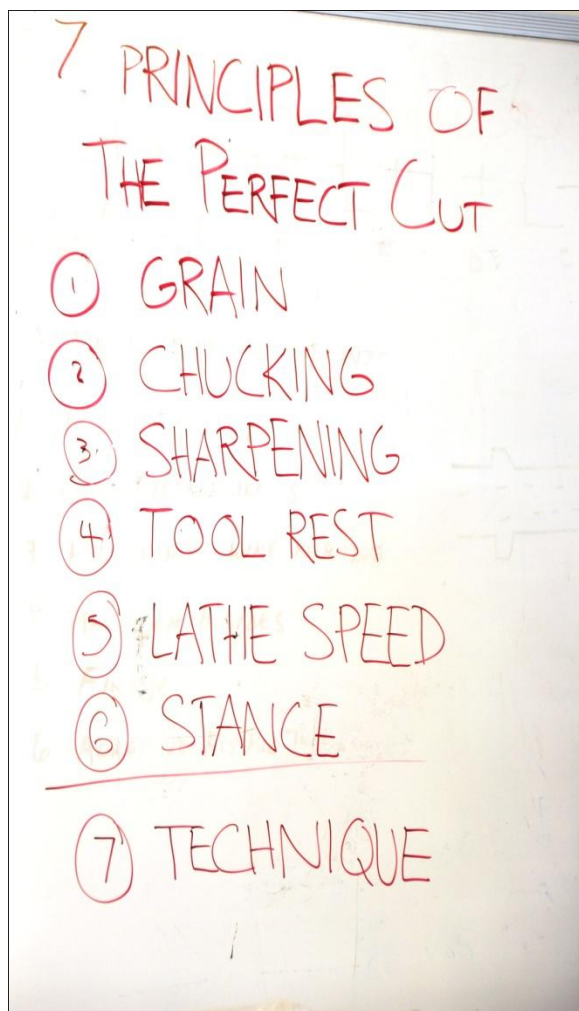 7 PRINCIPLES OF
THE PERFECT CUT
1 GRAIN
2 CHUCKING
3. SHARPENING
4 TOOL REST
5 LATHE SPEED
6 STANCE
7 TECHNIQUE